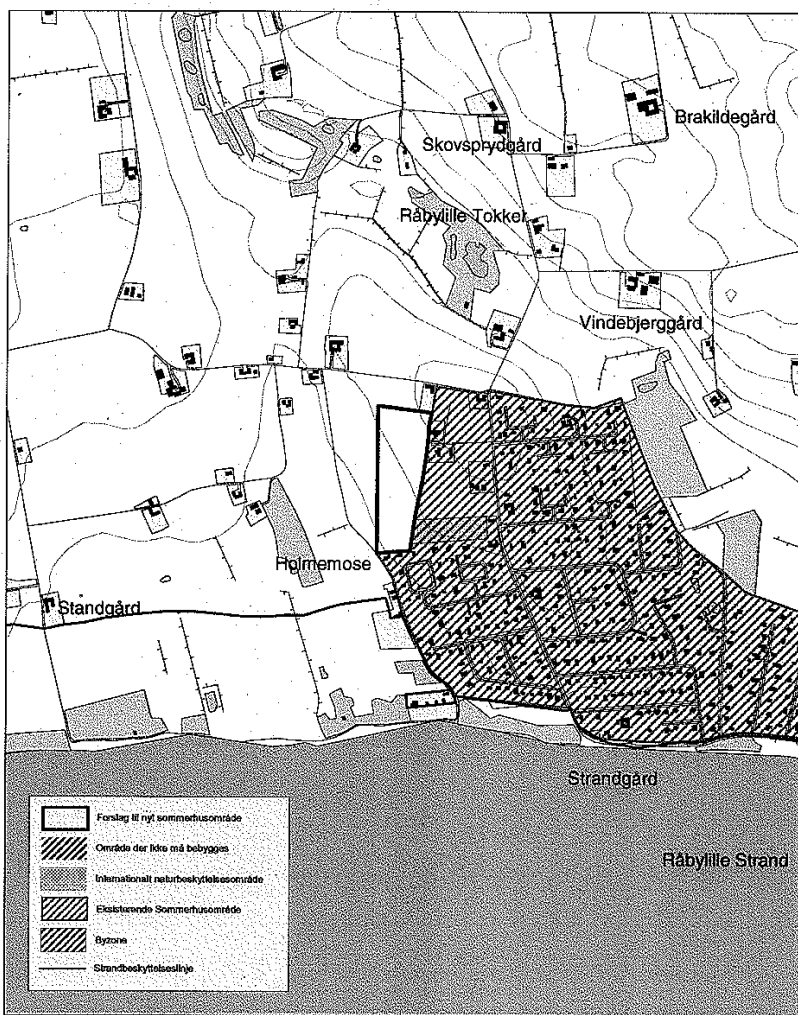 Brakildegård
Skovsprydgård
Råbylille Tokker
Vindebjerggård
Holmemose
Standgård
Strandgård
Råbylille Strand
Forslag til nyt sommerhusområde
Område der ikke må bebygges
Internationalt naturbeskyttelsesområde
Eksisterende Sommerhusområde
Byzone
Strandbeskyttelseslinje